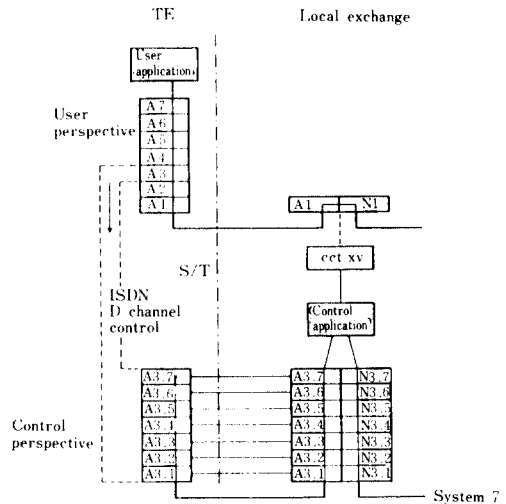 TE Local exchange
User
application
A7
A6
A5
A4
A3
A2
A1
User
perspective
A1 N1
cct xv
S/T
ISDN
D channel
control
(Control
application)
A3.7 A3.7 N3.7
A3.6 A3.6 N3.6
A3.5 A3.5 N3.5
A3.4 A3.4 N3.4
A3.3 A3.3 N3.3
A3.2 A3.2 N3.2
A3.1 A3.1 N3.1
Control
perspective
System 7